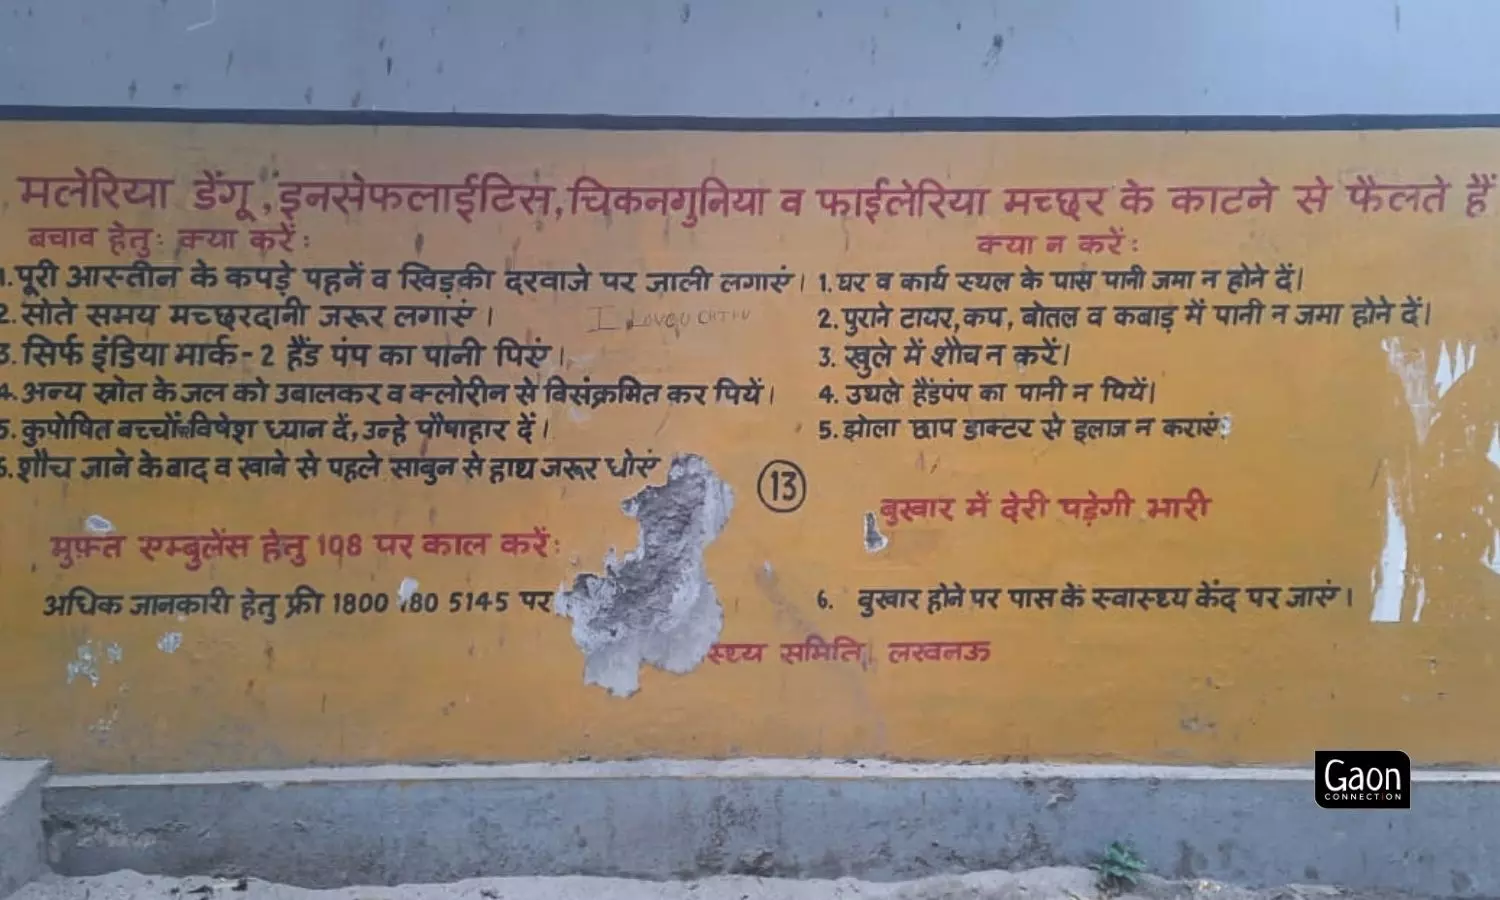 मलेरिया डेंगू, इनसेफलाईटिस, चिकनगुनिया व फाईलेरिया मच्छर के काटने से फैलते हैं
बचाव हेतुः क्या करेंः
1. पूरी आस्तीन के कपड़े पहनें व खिड़की दरवाजे पर जाली लगाएं।
2. सोते समय मच्छरदानी जरूर लगाएं।
3. सिर्फ इंडिया मार्क-2 हैंड पंप का पानी पिएं।
4. अन्य स्रोत के जल को उबालकर व क्लोरीन से विसंक्रमित कर पियें।
5. कुपोषित बच्चों विषेश ध्यान दें, उन्हे पौषाहार दें।
6. शौच जाने के बाद व खाने से पहले साबुन से हाथ जरूर धोएं
मुफ़्त एम्बुलेंस हेतु 108 पर काल करेंः
अधिक जानकारी हेतु फ्री 1800 180 5145 पर
क्या न करेंः
1. घर व कार्य स्थल के पास पानी जमा न होने दें।
2. पुराने टायर, कप, बोतल व कबाड़ में पानी न जमा होने दें।
3. खुले में शौच न करें।
4. उथले हैंडपंप का पानी न पियें।
5. झोला छाप डाक्टर से इलाज न कराएं
13
बुखार में देरी पड़ेगी भारी
6. बुखार होने पर पास कें स्वास्थ्य केंद पर जाएं।
स्थ्य समिति, लखनऊ
Gaon
CONNECTION